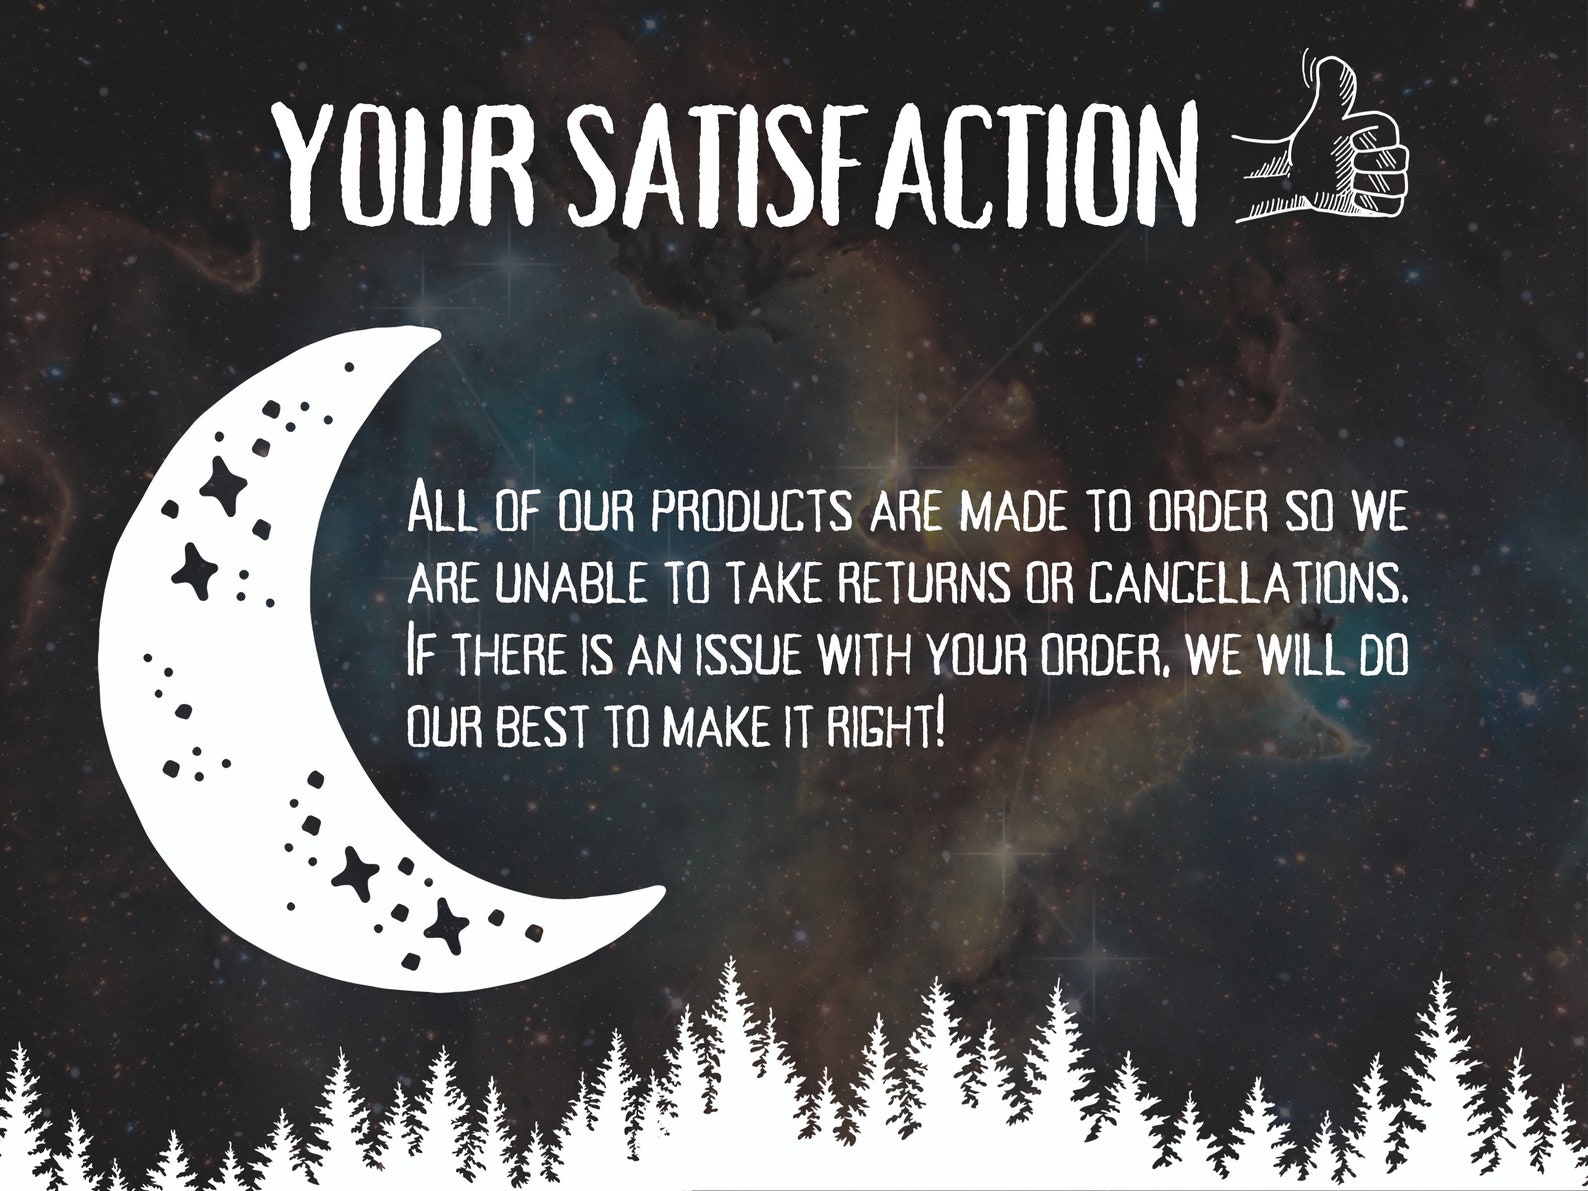 YOUR SATISFACTION
ALL OF OUR PRODUCTS ARE MADE TO ORDER SO WE
ARE UNABLE TO TAKE RETURNS OR CANCELLATIONS.
IF THERE IS AN ISSUE WITH YOUR ORDER, WE WILL DO
OUR BEST TO MAKE IT RIGHT!